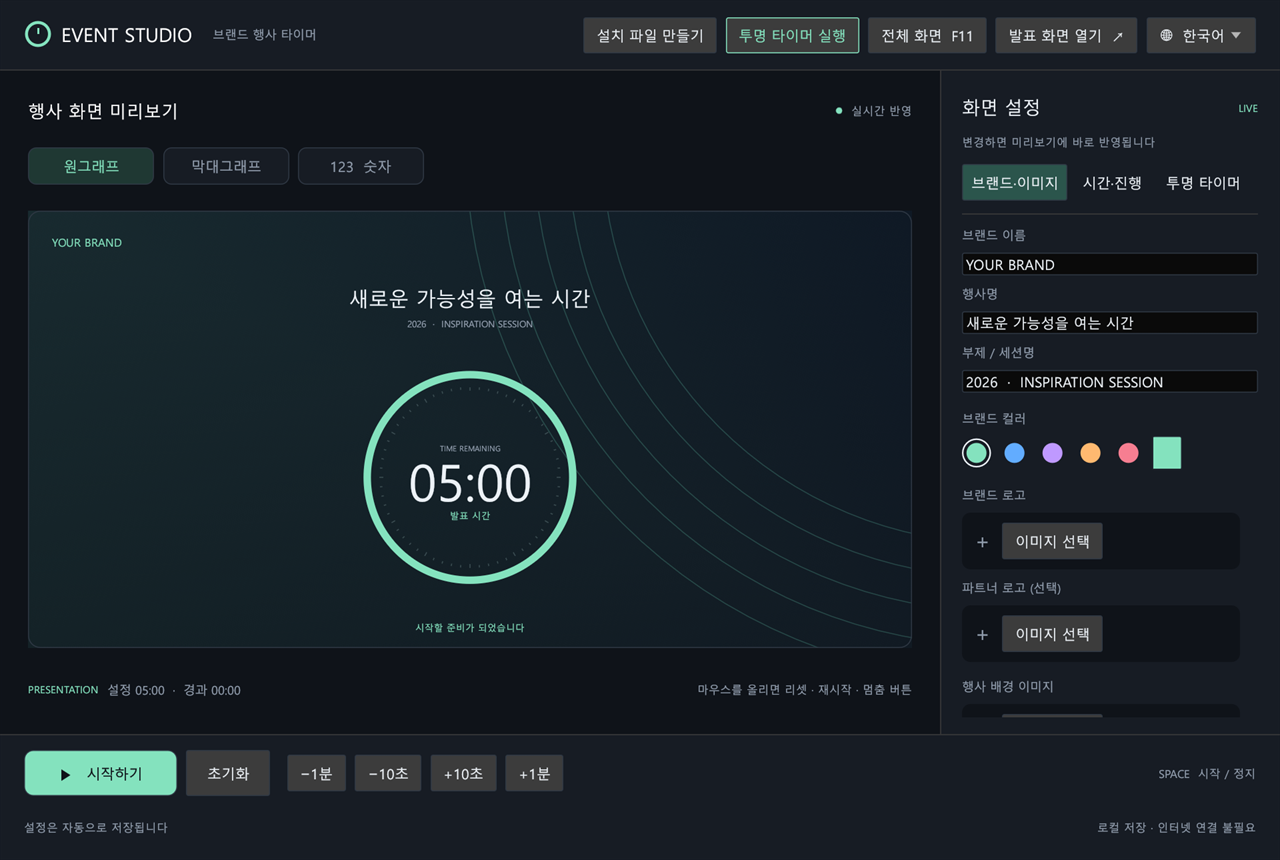 EVENT STUDIO 브랜드 행사 타이머 설치 파일 만들기 투명 타이머 실행 전체 화면 F11 발표 화면 열기 ↗ 한국어
행사 화면 미리보기
실시간 반영
원그래프 막대그래프 123 숫자
YOUR BRAND
새로운 가능성을 여는 시간
2026 · INSPIRATION SESSION
TIME REMAINING
05:00
발표 시간
시작할 준비가 되었습니다
PRESENTATION 설정 05:00 · 경과 00:00
마우스를 올리면 리셋 · 재시작 · 멈춤 버튼
화면 설정
LIVE
변경하면 미리보기에 바로 반영됩니다
브랜드·이미지 시간·진행 투명 타이머
브랜드 이름
YOUR BRAND
행사명
새로운 가능성을 여는 시간
부제 / 세션명
2026 · INSPIRATION SESSION
브랜드 컬러
브랜드 로고
+ 이미지 선택
파트너 로고 (선택)
+ 이미지 선택
행사 배경 이미지
▶ 시작하기 초기화 −1분 −10초 +10초 +1분
SPACE 시작 / 정지
설정은 자동으로 저장됩니다
로컬 저장 · 인터넷 연결 불필요